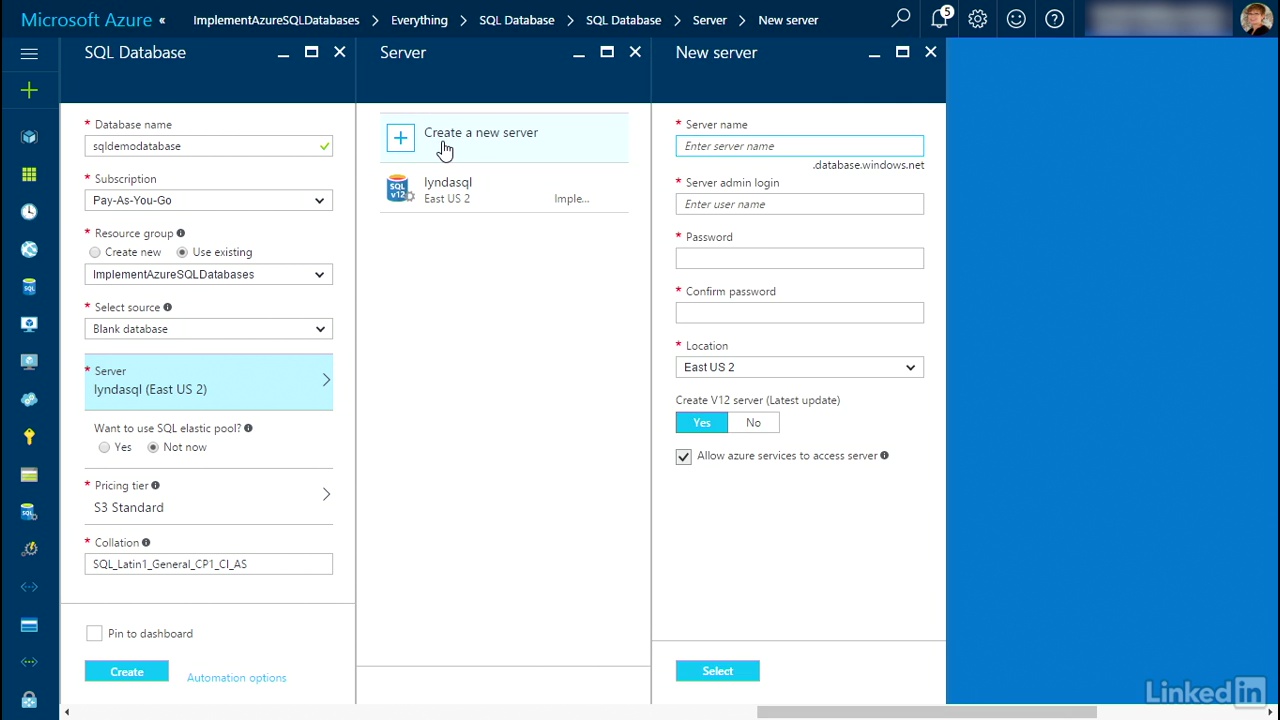 Microsoft Azure « ImplementAzureSQLDatabases > Everything > SQL Database > SQL Database > Server > New server
5
SQL Database
* Database name
sqldemodatabase
* Subscription
Pay-As-You-Go
* Resource group
Create new Use existing
ImplementAzureSQLDatabases
* Select source
Blank database
* Server
lyndasql (East US 2)
Want to use SQL elastic pool?
Yes Not now
* Pricing tier
S3 Standard
* Collation
SQL_Latin1_General_CP1_CI_AS
Pin to dashboard
Create Automation options
Server
Create a new server
SQL v12
lyndasql
East US 2 Imple...
New server
* Server name
Enter server name
.database.windows.net
* Server admin login
Enter user name
* Password
* Confirm password
* Location
East US 2
Create V12 server (Latest update)
Yes No
Allow azure services to access server
Select
SQL
SQL
LinkedIn